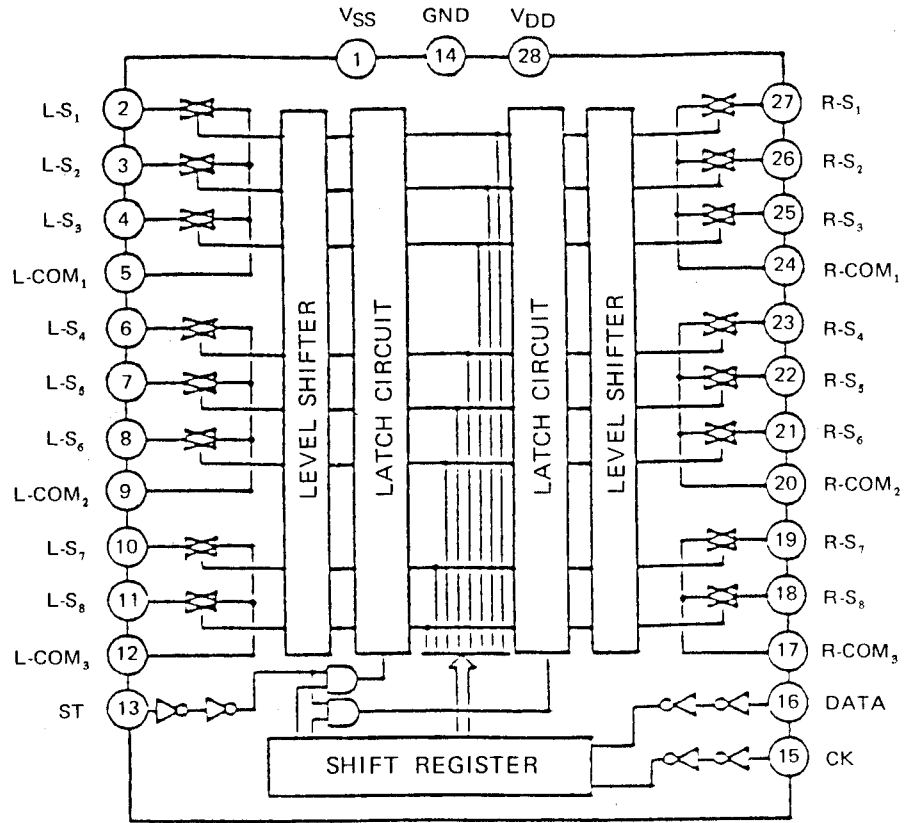 V_SS GND V_DD
1 14 28
L-S₁ 2 27 R-S₁
L-S₂ 3 26 R-S₂
L-S₃ 4 25 R-S₃
L-COM₁ 5 24 R-COM₁
L-S₄ 6 23 R-S₄
L-S₅ 7 22 R-S₅
L-S₆ 8 21 R-S₆
L-COM₂ 9 20 R-COM₂
L-S₇ 10 19 R-S₇
L-S₈ 11 18 R-S₈
L-COM₃ 12 17 R-COM₃
ST 13 16 DATA
15 CK
LEVEL SHIFTER
LATCH CIRCUIT
LATCH CIRCUIT
LEVEL SHIFTER
SHIFT REGISTER